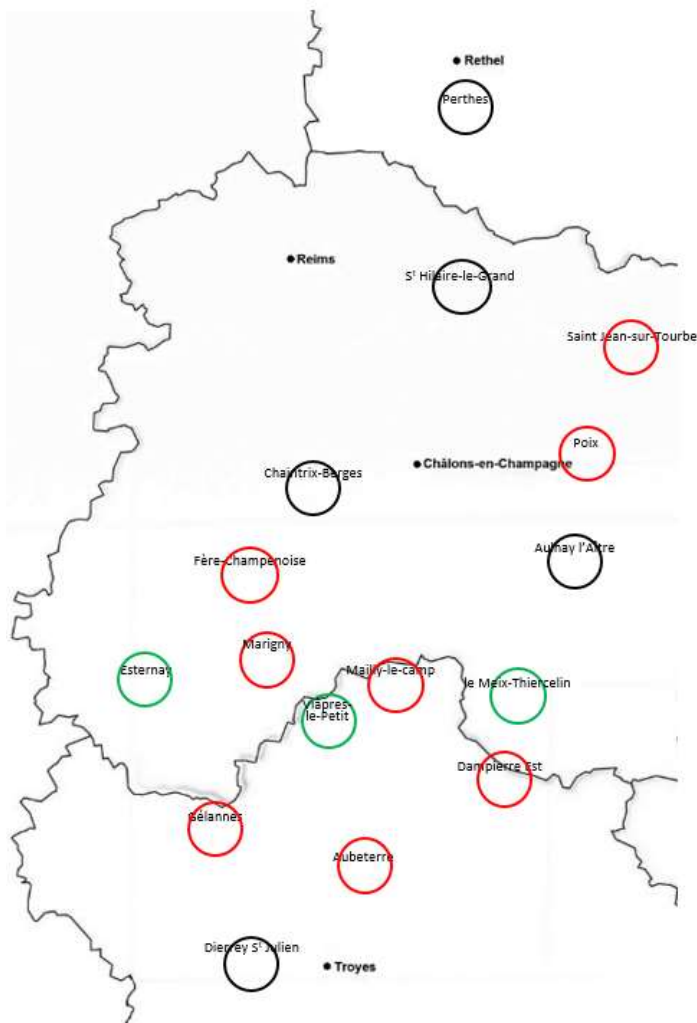 Rethel
Perthes
Reims
Sᵗ Hilaire-le-Grand
Saint Jean-sur-Tourbe
Poix
Châlons-en-Champagne
Chaintrix-Berges
Aulnay l'Aître
Fère-Champenoise
Marigny
Esternay
Mailly-le-camp
le Meix-Thiercelin
Viâpres-
le-Petit
Dampierre Est
Gélannes
Aubeterre
Dierrey Sᵗ Julien
Troyes